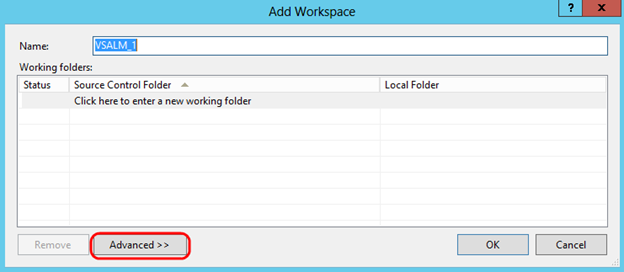 Add Workspace
?
x
Name: VSALM_1
Working folders:
Status Source Control Folder Local Folder
Click here to enter a new working folder
Remove Advanced >> OK Cancel